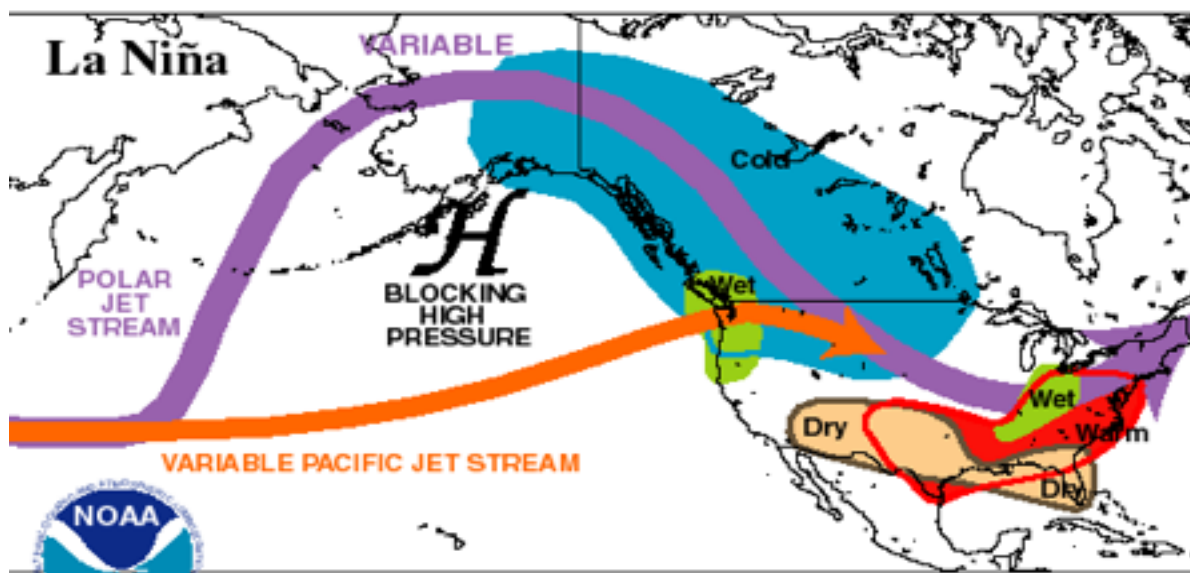 La Niña
VARIABLE
Cold
POLAR
JET
STREAM
H
BLOCKING
HIGH
PRESSURE
Wet
Wet
Dry
Warm
Dry
VARIABLE PACIFIC JET STREAM
NOAA